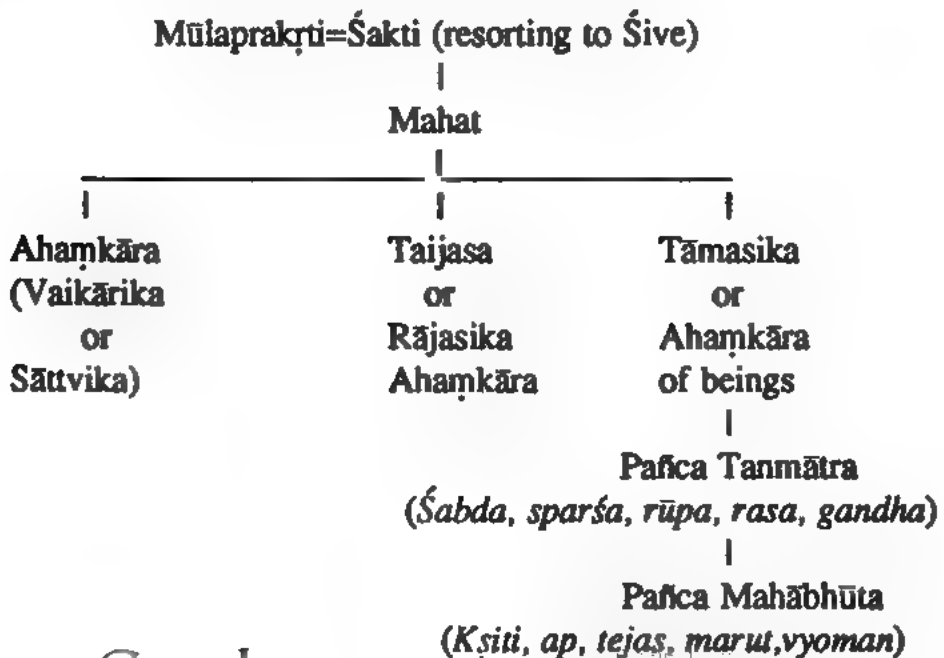 Mūlaprakṛti=Śakti (resorting to Śive)
Mahat
Ahaṃkāra
(Vaikārika
or
Sāttvika)
Taijasa
or
Rājasika
Ahaṃkāra
Tāmasika
or
Ahaṃkāra
of beings
Pañca Tanmātra
(Śabda, sparśa, rūpa, rasa, gandha)
Pañca Mahābhūta
(Kṣiti, ap, tejas, marut,vyoman)